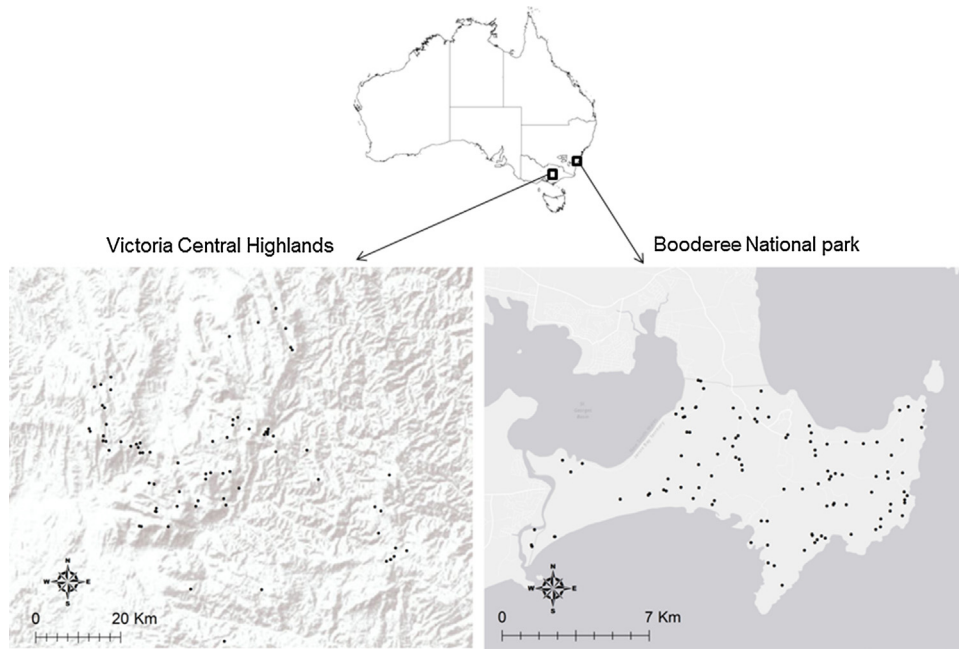 Victoria Central Highlands
Booderee National park
N
W E
S
0 20 Km
N
W E
S
0 7 Km